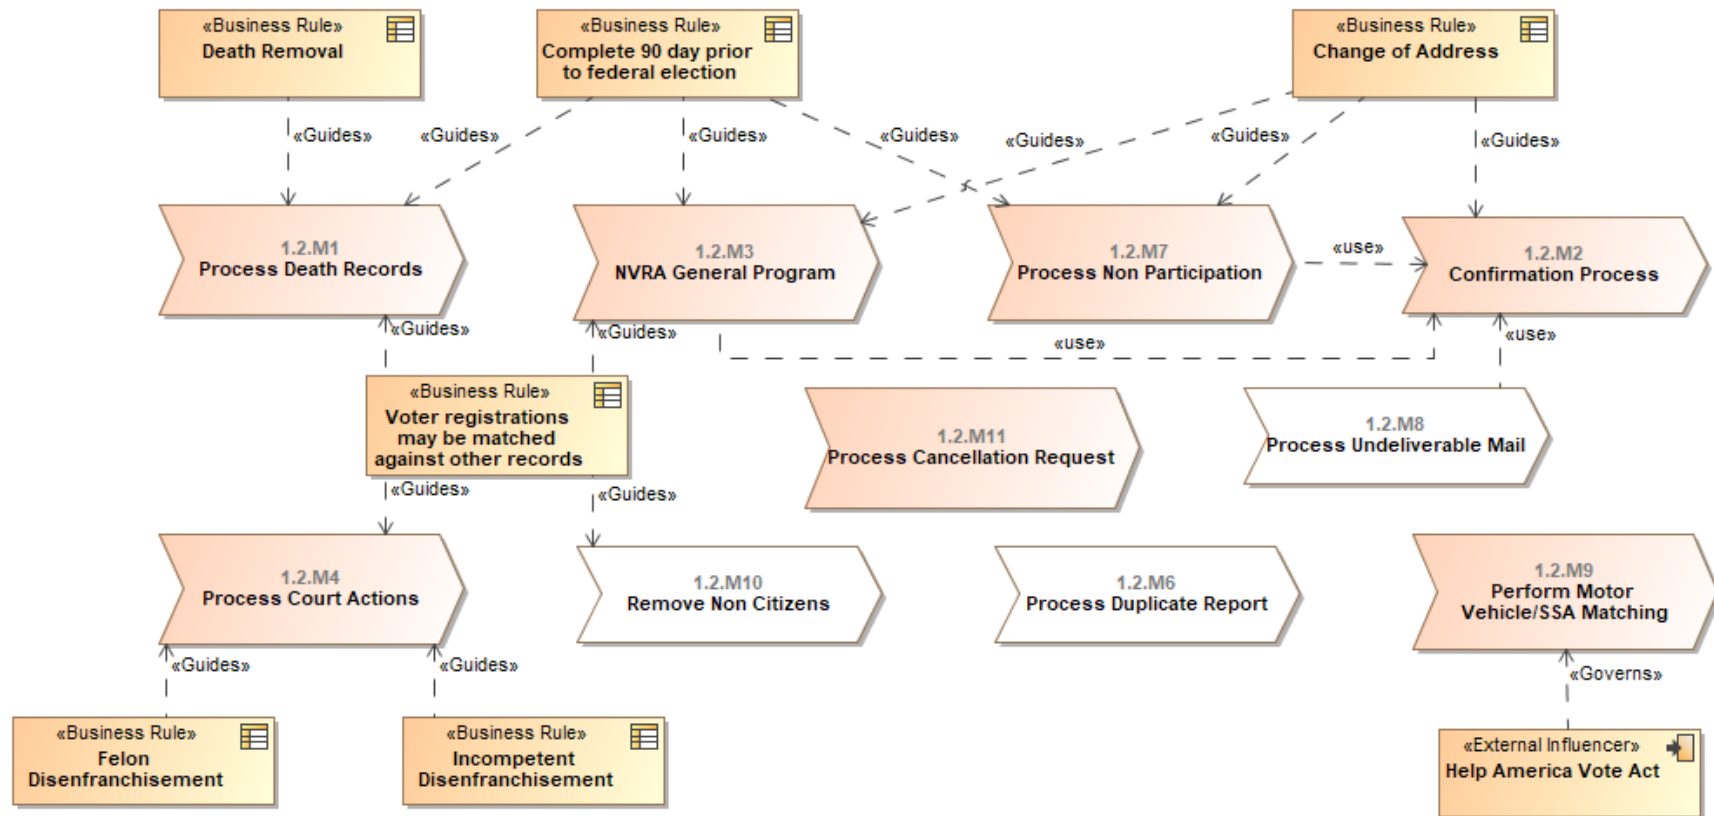 «Business Rule»
Death Removal
«Business Rule»
Complete 90 day prior
to federal election
«Business Rule»
Change of Address
«Guides»
«Guides»
«Guides»
«Guides»
«Guides»
«Guides»
«Guides»
1.2.M1
Process Death Records
1.2.M3
NVRA General Program
1.2.M7
Process Non Participation
«use»
1.2.M2
Confirmation Process
«Guides»
«Guides»
«use»
«use»
«Business Rule»
Voter registrations
may be matched
against other records
1.2.M11
Process Cancellation Request
1.2.M8
Process Undeliverable Mail
«Guides»
«Guides»
1.2.M4
Process Court Actions
1.2.M10
Remove Non Citizens
1.2.M6
Process Duplicate Report
1.2.M9
Perform Motor
Vehicle/SSA Matching
«Guides»
«Guides»
«Governs»
«Business Rule»
Felon
Disenfranchisement
«Business Rule»
Incompetent
Disenfranchisement
«External Influencer»
Help America Vote Act